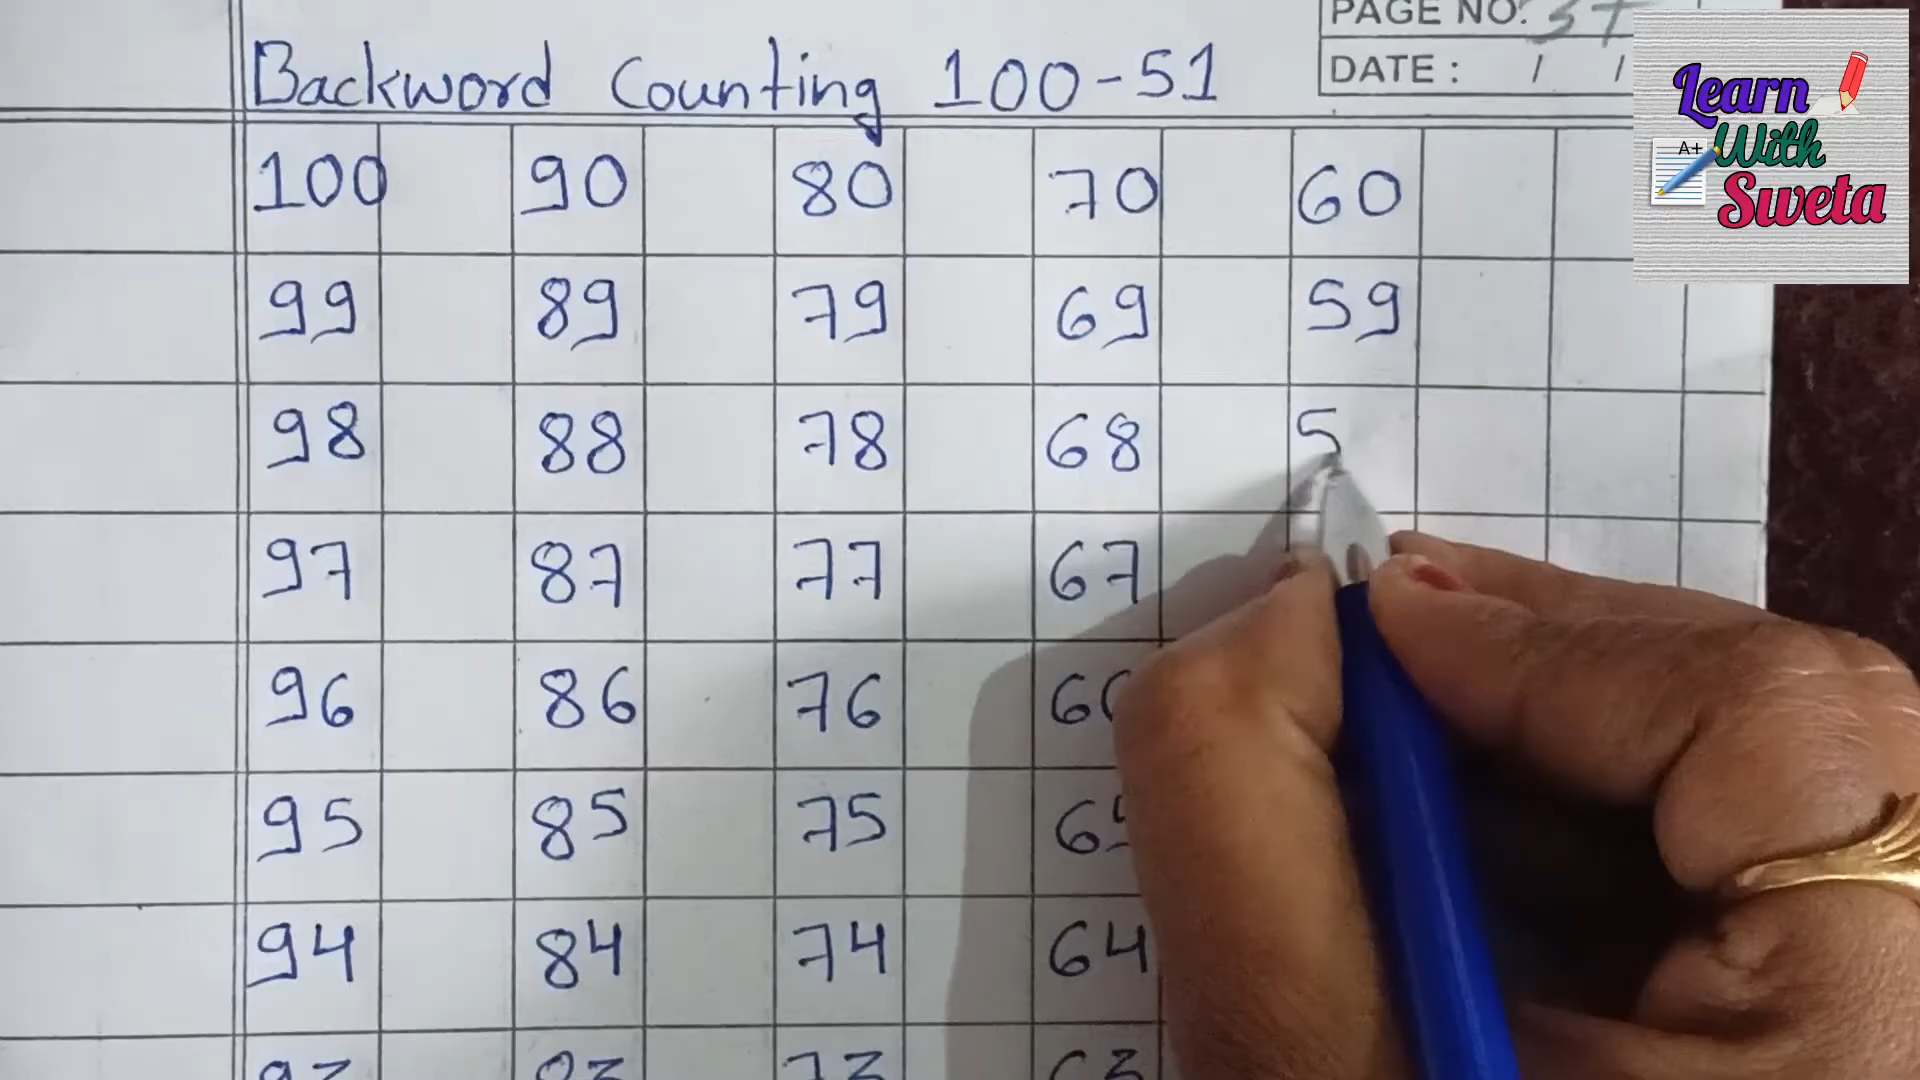 PAGE NO.
Backword Counting 100-51
DATE : / /
Learn
With
Sweta
A+
100 90 80 70 60
99 89 79 69 59
98 88 78 68 5
97 87 77 67
96 86 76
95 85 75
94 84 74 64